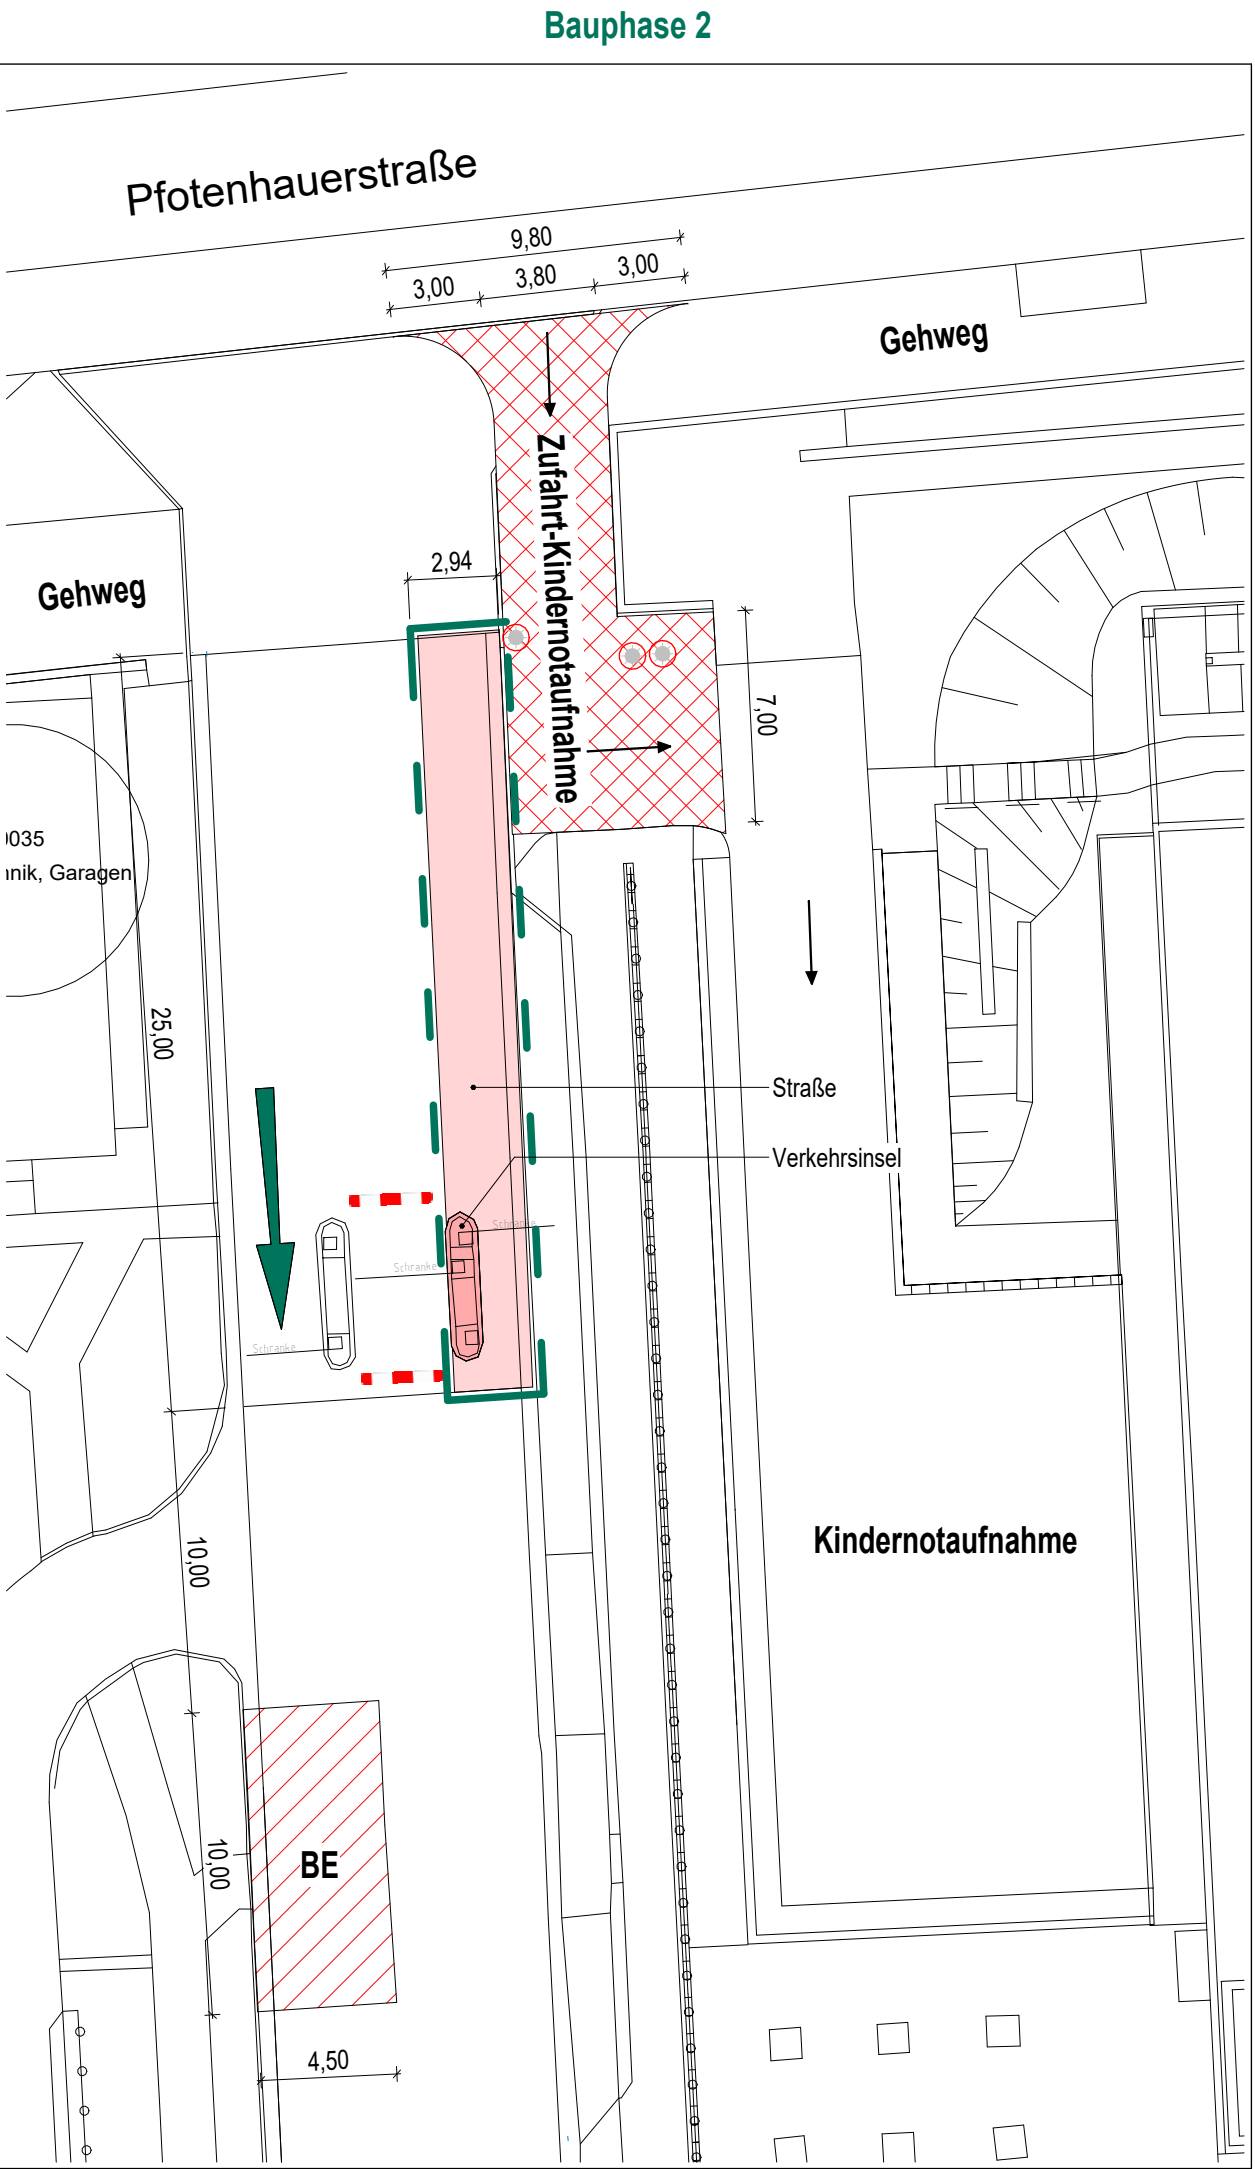 Bauphase 2
Pfotenhauerstraße
9,80
3,00
3,80
3,00
Gehweg
Zufahrt-Kindernotaufnahme
2,94
Gehweg
7,00
0035
nik, Garagen
25,00
Straße
Verkehrsinsel
Schranke
Schranke
Schranke
10,00
Kindernotaufnahme
10,00
BE
4,50